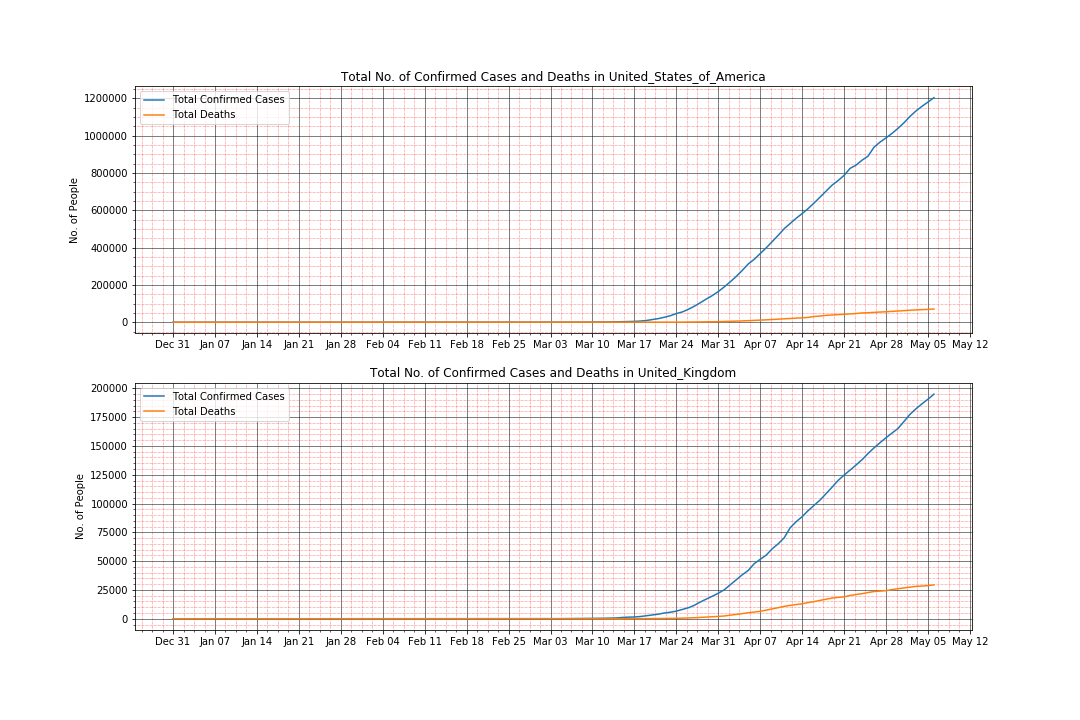 Total No. of Confirmed Cases and Deaths in United_States_of_America
Total Confirmed Cases
Total Deaths
No. of People
1200000
1000000
800000
600000
400000
200000
0
Dec 31 Jan 07 Jan 14 Jan 21 Jan 28 Feb 04 Feb 11 Feb 18 Feb 25 Mar 03 Mar 10 Mar 17 Mar 24 Mar 31 Apr 07 Apr 14 Apr 21 Apr 28 May 05 May 12
Total No. of Confirmed Cases and Deaths in United_Kingdom
Total Confirmed Cases
Total Deaths
No. of People
200000
175000
150000
125000
100000
75000
50000
25000
0
Dec 31 Jan 07 Jan 14 Jan 21 Jan 28 Feb 04 Feb 11 Feb 18 Feb 25 Mar 03 Mar 10 Mar 17 Mar 24 Mar 31 Apr 07 Apr 14 Apr 21 Apr 28 May 05 May 12